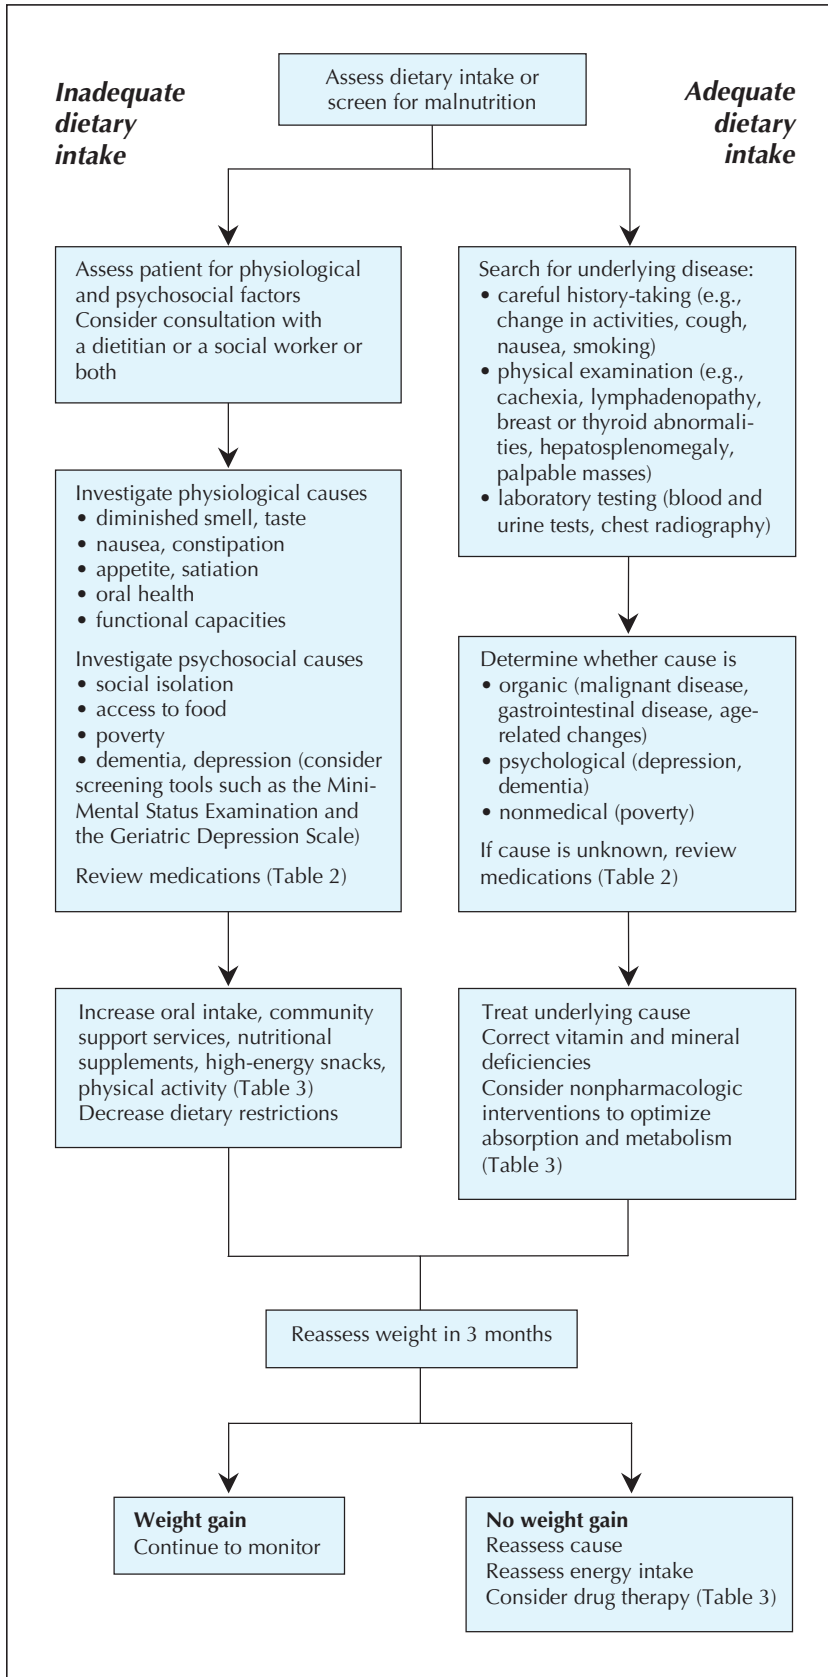 Assess dietary intake or
screen for malnutrition
Inadequate
dietary
intake
Adequate
dietary
intake
Assess patient for physiological
and psychosocial factors
Consider consultation with
a dietitian or a social worker or
both
Investigate physiological causes
• diminished smell, taste
• nausea, constipation
• appetite, satiation
• oral health
• functional capacities
Investigate psychosocial causes
• social isolation
• access to food
• poverty
• dementia, depression (consider
screening tools such as the Mini-
Mental Status Examination and
the Geriatric Depression Scale)
Review medications (Table 2)
Increase oral intake, community
support services, nutritional
supplements, high-energy snacks,
physical activity (Table 3)
Decrease dietary restrictions
Search for underlying disease:
• careful history-taking (e.g.,
change in activities, cough,
nausea, smoking)
• physical examination (e.g.,
cachexia, lymphadenopathy,
breast or thyroid abnormali-
ties, hepatosplenomegaly,
palpable masses)
• laboratory testing (blood and
urine tests, chest radiography)
Determine whether cause is
• organic (malignant disease,
gastrointestinal disease, age-
related changes)
• psychological (depression,
dementia)
• nonmedical (poverty)
If cause is unknown, review
medications (Table 2)
Treat underlying cause
Correct vitamin and mineral
deficiencies
Consider nonpharmacologic
interventions to optimize
absorption and metabolism
(Table 3)
Reassess weight in 3 months
Weight gain
Continue to monitor
No weight gain
Reassess cause
Reassess energy intake
Consider drug therapy (Table 3)